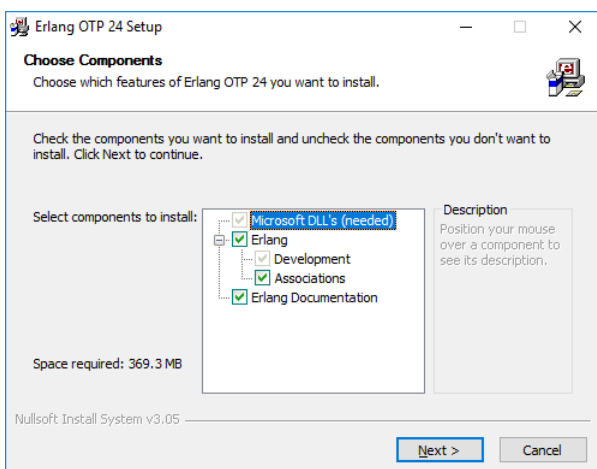 Erlang OTP 24 Setup
Choose Components
Choose which features of Erlang OTP 24 you want to install.
Check the components you want to install and uncheck the components you don't want to
install. Click Next to continue.
Select components to install:
Microsoft DLL's (needed)
Erlang
Development
Associations
Erlang Documentation
Description
Position your mouse
over a component to
see its description.
Space required: 369.3 MB
Nullsoft Install System v3.05
Next >
Cancel